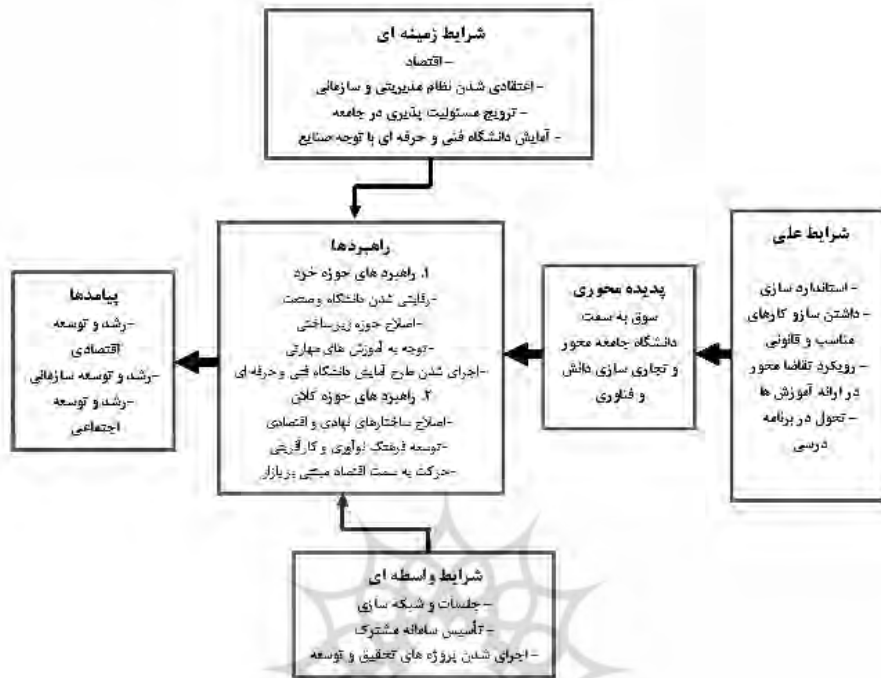 شرایط زمینه ای
-اقتصاد
-اعتقادی شدن نظام مدیریتی و سازمانی
- ترویج مسئولیت پذیری در جامعه
- آمایش دانشگاه فنی و حرفه ای با توجه صنایع
شرایط علی
-استاندارد سازی
-داشتن سازو کارهای
مناسب و قانونی
-رویکرد تقاضا محور
در ارائه آموزش ها
- تحول در برنامه
درسی
پدیده محوری
سوق به سمت
دانشگاه جامعه محور
و تجاری سازی دانش
و فناوری
راهبردها
۱. راهبرد های حوزه خرد
-رقابتی شدن دانشگاه و صنعت
-اصلاح حوزه زیرساختی
-توجه به آموزش های مهارتی
-اجرای شدن طرح آمایش دانشگاه فنی و حرفه ای
۲. راهبرد های حوزه کلان
-اصلاح ساختارهای نهادی و اقتصادی
-توسعه فرهنگ نوآوری و کارآفرینی
-حرکت به سمت اقتصاد مبتنی بر بازار
پیامدها
-رشد و توسعه
اقتصادی
-رشد و توسعه سازمانی
-رشد و توسعه
اجتماعی
شرایط واسطه ای
- جلسات و شبکه سازی
- تأسیس سامانه مشترک
- اجرای شدن پروژه های تحقیق و توسعه